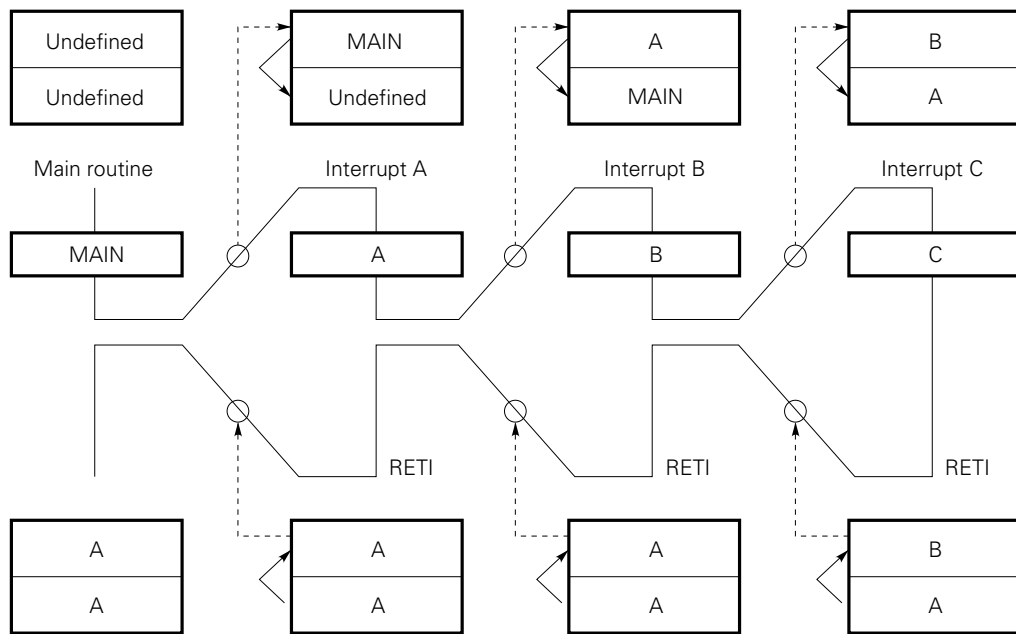 Undefined MAIN A B
Undefined Undefined MAIN A
Main routine Interrupt A Interrupt B Interrupt C
MAIN A B C
RETI RETI RETI
A A A B
A A A A